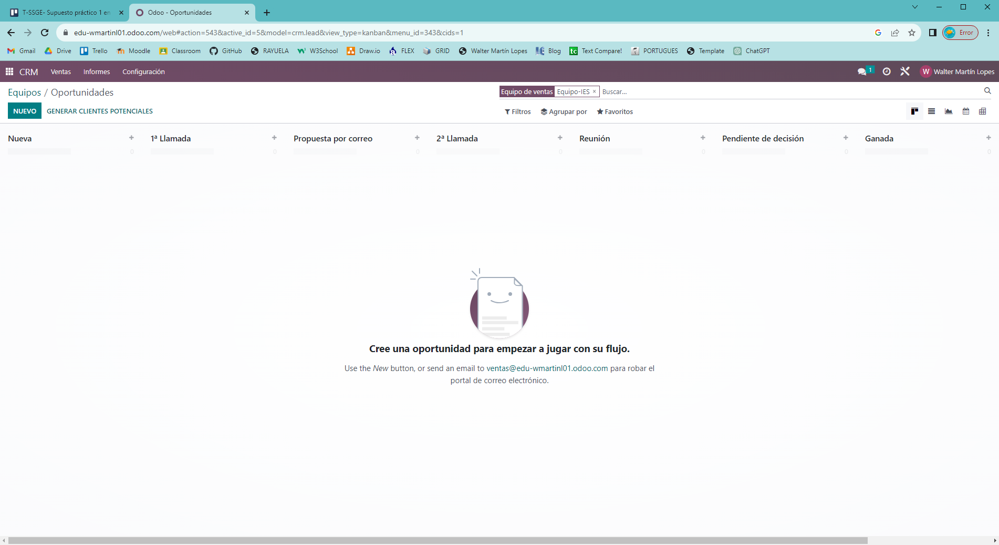 T-SSGE- Supuesto práctico 1 en
Odoo - Oportunidades
edu-wmartinl01.odoo.com/web#action=543&active_id=5&model=crm.lead&view_type=kanban&menu_id=343&cids=1
Error
Gmail Drive Trello Moodle Classroom GitHub RAYUELA W3School Draw.io FLEX GRID Walter Martín Lopes Blog Text Compare! PORTUGUES Template ChatGPT
CRM Ventas Informes Configuración 1 W Walter Martín Lopes
Equipos / Oportunidades
Equipo de ventas Equipo-IES × Buscar...
NUEVO GENERAR CLIENTES POTENCIALES
Filtros Agrupar por Favoritos
Nueva + 1ª Llamada + Propuesta por correo + 2ª Llamada + Reunión + Pendiente de decisión + Ganada +
0 0 0 0 0 0 0
Cree una oportunidad para empezar a jugar con su flujo.
Use the New button, or send an email to ventas@edu-wmartinl01.odoo.com para robar el
portal de correo electrónico.